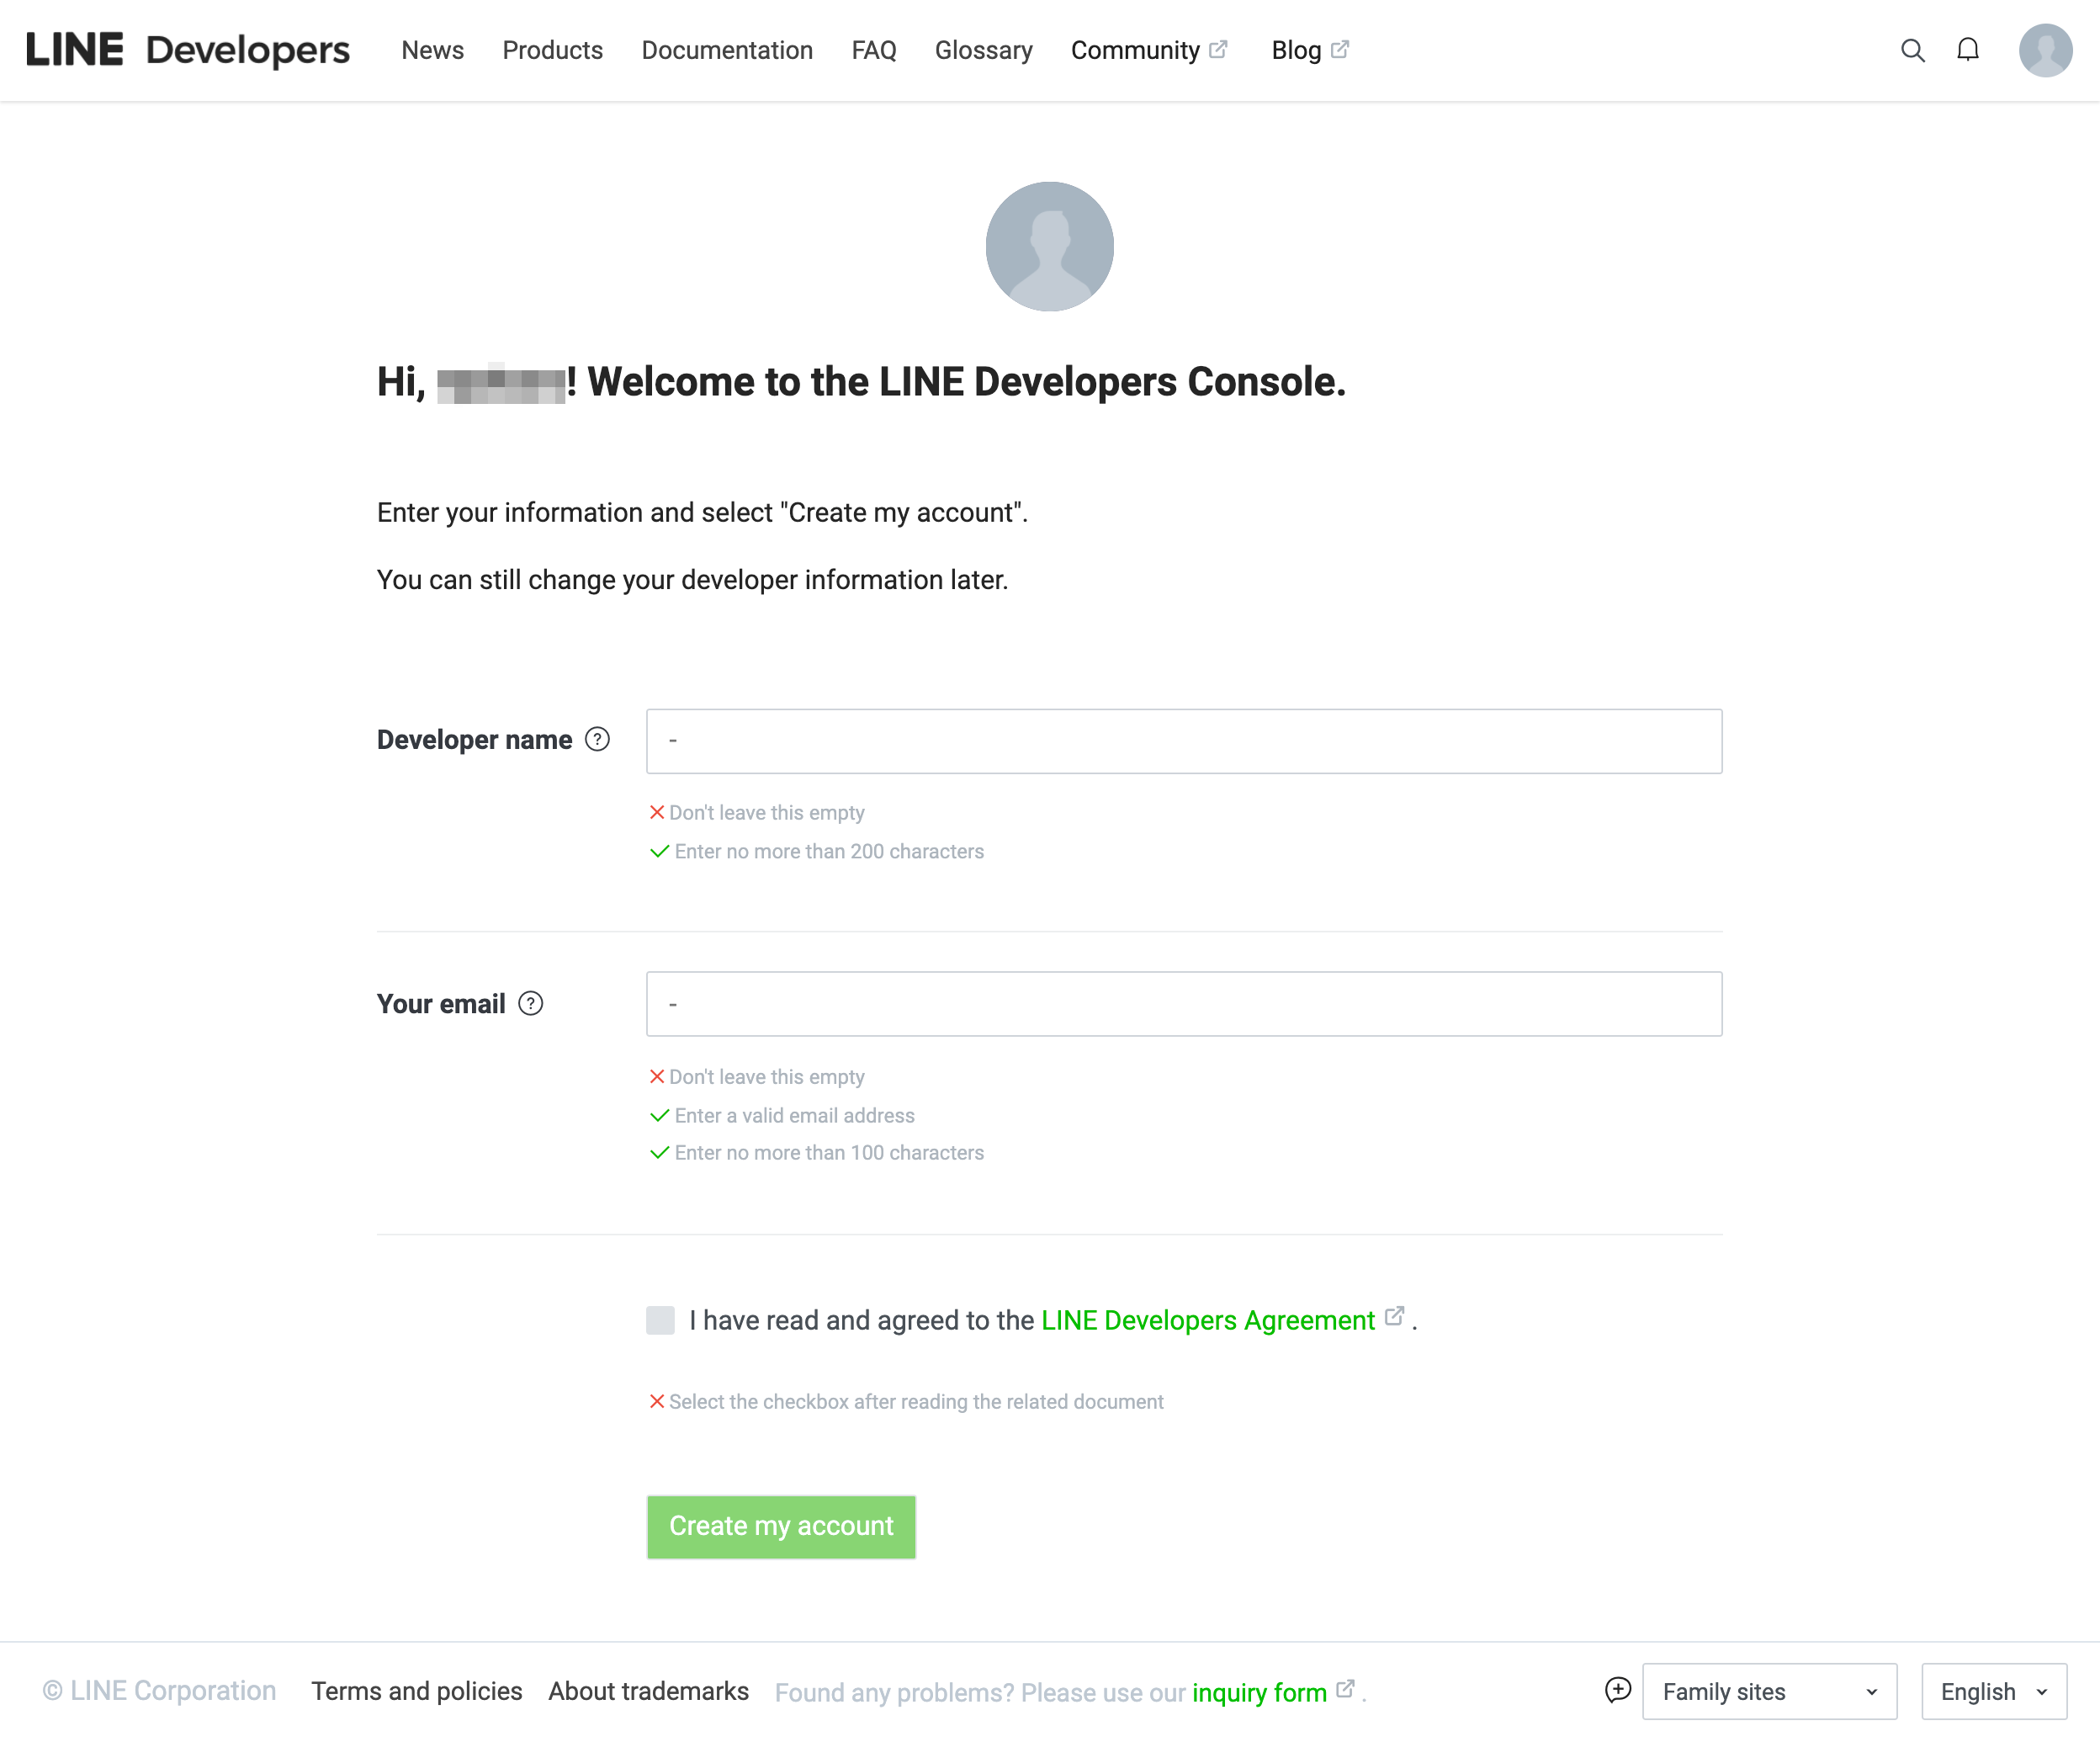 LINE Developers News Products Documentation FAQ Glossary Community Blog
Hi, ! Welcome to the LINE Developers Console.
Enter your information and select "Create my account".
You can still change your developer information later.
Developer name ? -
Don't leave this empty
Enter no more than 200 characters
Your email ? -
Don't leave this empty
Enter a valid email address
Enter no more than 100 characters
I have read and agreed to the LINE Developers Agreement .
Select the checkbox after reading the related document
Create my account
© LINE Corporation Terms and policies About trademarks Found any problems? Please use our inquiry form . Family sites English